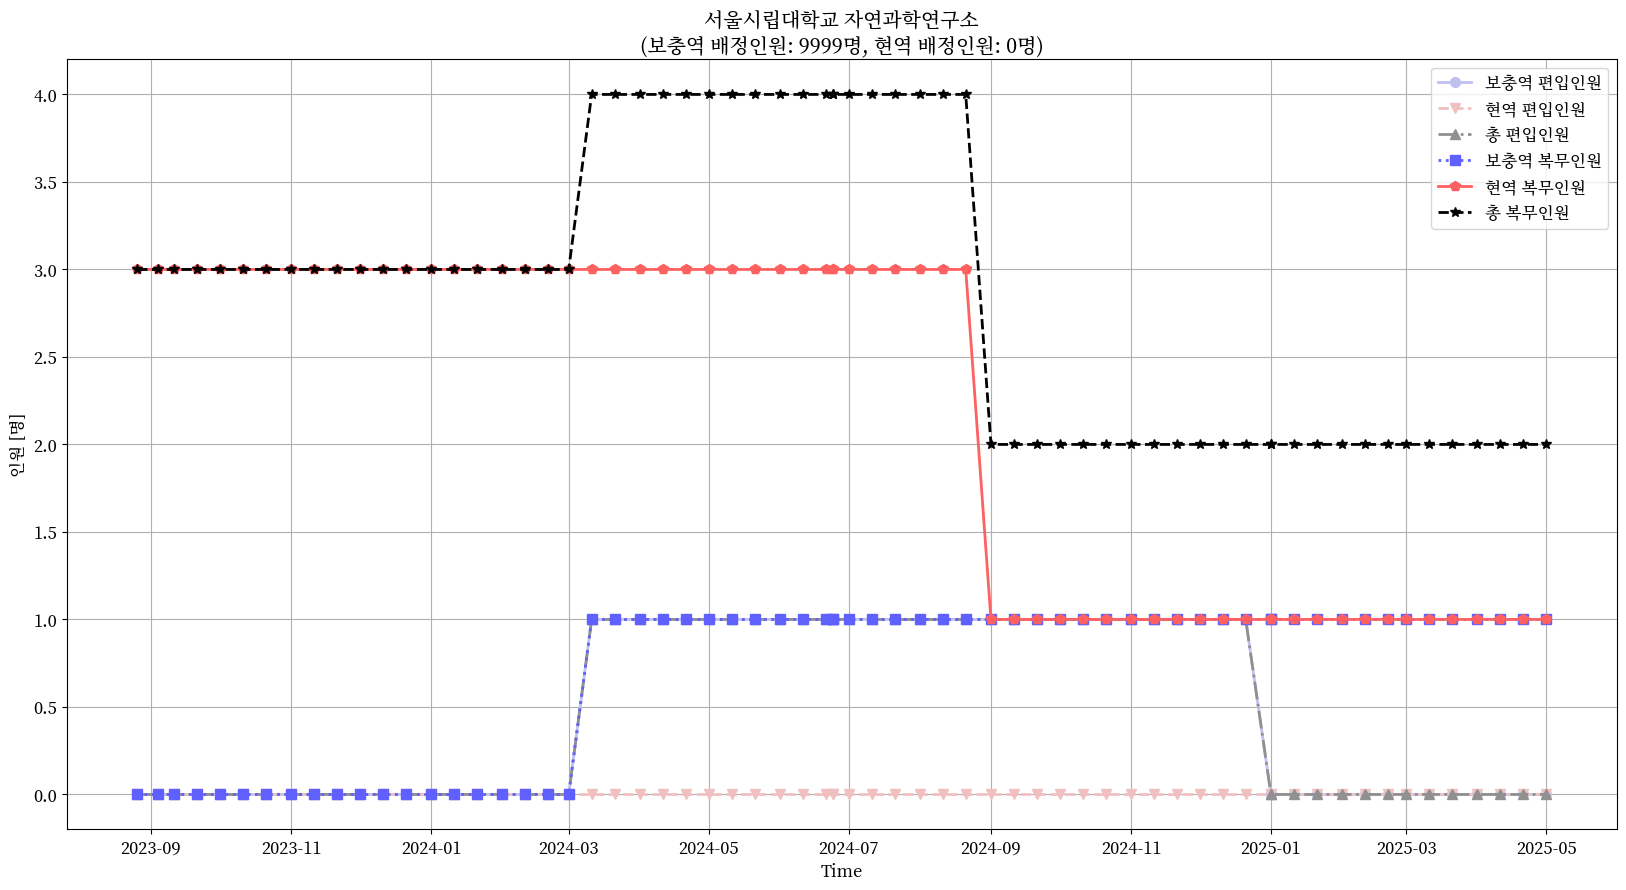 서울시립대학교 자연과학연구소
(보충역 배정인원: 9999명, 현역 배정인원: 0명)
보충역 편입인원
현역 편입인원
총 편입인원
보충역 복무인원
현역 복무인원
총 복무인원
인원 [명]
4.0
3.5
3.0
2.5
2.0
1.5
1.0
0.5
0.0
2023-09
2023-11
2024-01
2024-03
2024-05
2024-07
2024-09
2024-11
2025-01
2025-03
2025-05
Time